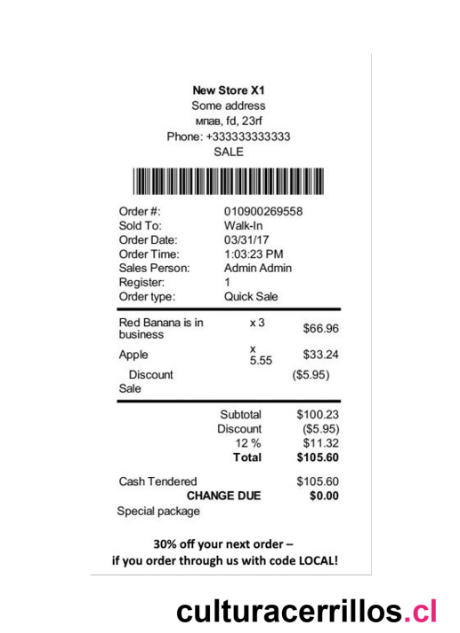 New Store X1
Some address
мпав, fd, 23rf
Phone: +333333333333
SALE
Order #: 010900269558
Sold To: Walk-In
Order Date: 03/31/17
Order Time: 1:03:23 PM
Sales Person: Admin Admin
Register: 1
Order type: Quick Sale
Red Banana is in x 3 $66.96
business
Apple x 5.55 $33.24
Discount ($5.95)
Sale
Subtotal $100.23
Discount ($5.95)
12 % $11.32
Total $105.60
Cash Tendered $105.60
CHANGE DUE $0.00
Special package
30% off your next order –
if you order through us with code LOCAL!
culturacerrillos.cl